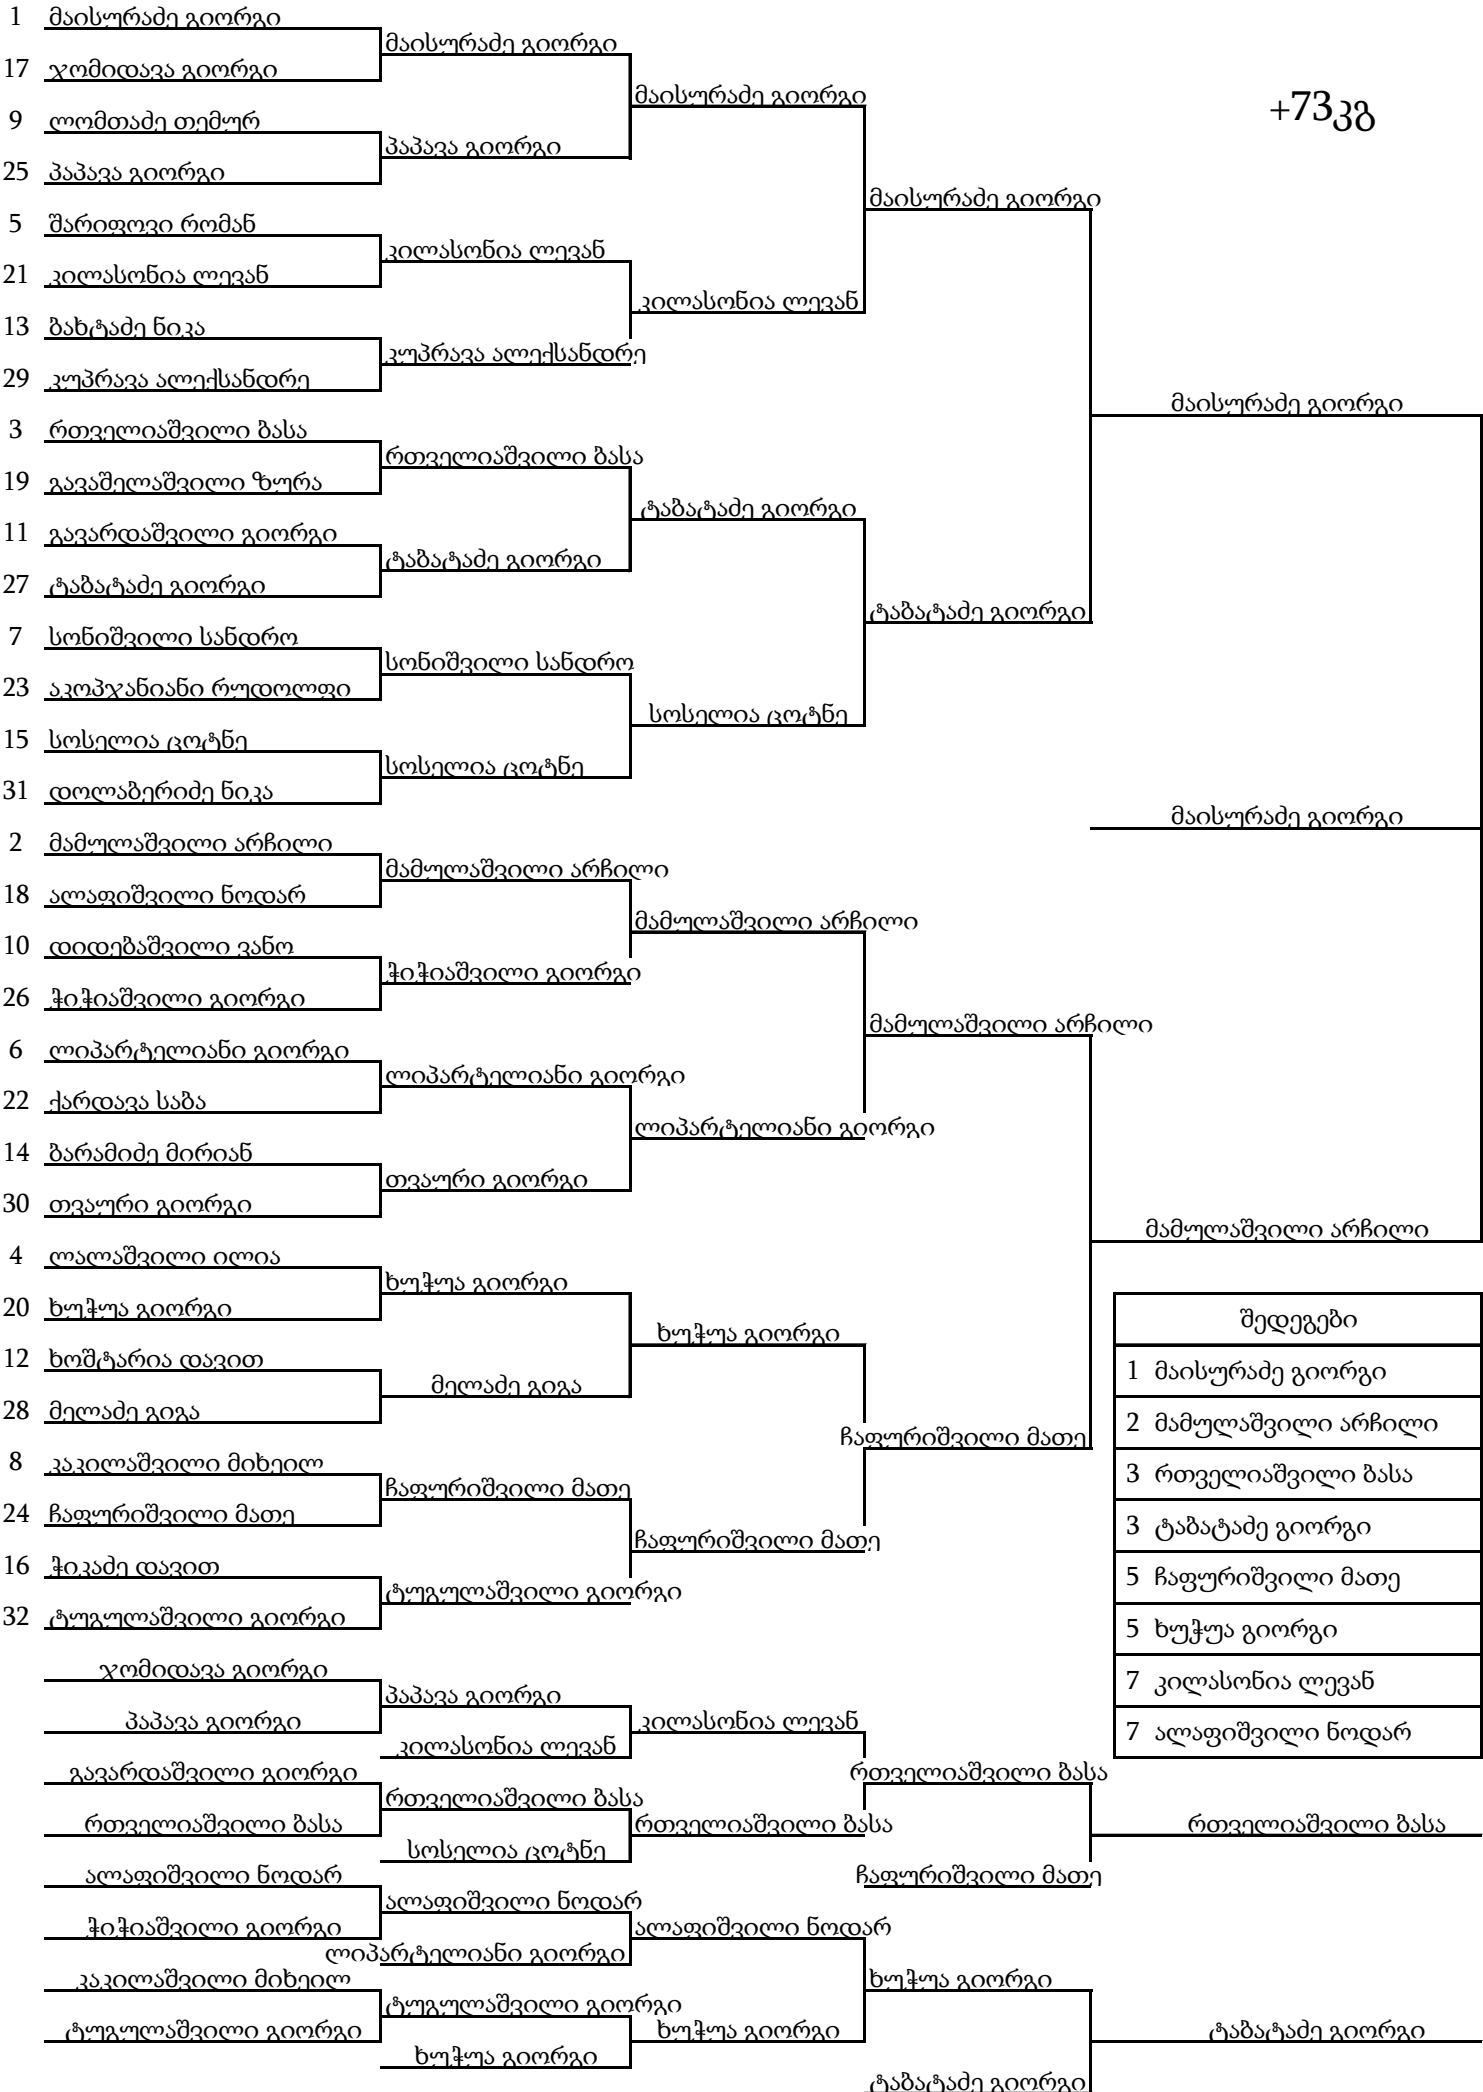 1 მაისურაძე გიორგი
მაისურაძე გიორგი
17 ჯომიდავა გიორგი
მაისურაძე გიორგი
+73კგ
9 ლომთაძე თემურ
პაპავა გიორგი
25 პაპავა გიორგი
მაისურაძე გიორგი
5 შარიფოვი რომან
კილასონია ლევან
21 კილასონია ლევან
კილასონია ლევან
13 ბახტაძე ნიკა
კუპრავა ალექსანდრე
29 კუპრავა ალექსანდრე
მაისურაძე გიორგი
3 რთველიაშვილი ბასა
რთველიაშვილი ბასა
19 გავაშელაშვილი ზურა
ტაბატაძე გიორგი
11 გავარდაშვილი გიორგი
ტაბატაძე გიორგი
27 ტაბატაძე გიორგი
ტაბატაძე გიორგი
7 სონიშვილი სანდრო
სონიშვილი სანდრო
23 აკოპჯანიანი რუდოლფი
სოსელია ცოტნე
15 სოსელია ცოტნე
სოსელია ცოტნე
31 დოლაბერიძე ნიკა
მაისურაძე გიორგი
2 მამულაშვილი არჩილი
მამულაშვილი არჩილი
18 ალაფიშვილი ნოდარ
მამულაშვილი არჩილი
10 დიდებაშვილი ვანო
ჭიჭიაშვილი გიორგი
26 ჭიჭიაშვილი გიორგი
მამულაშვილი არჩილი
6 ლიპარტელიანი გიორგი
ლიპარტელიანი გიორგი
22 ქარდავა საბა
ლიპარტელიანი გიორგი
14 ბარამიძე მირიან
თვაური გიორგი
30 თვაური გიორგი
მამულაშვილი არჩილი
4 ლალაშვილი ილია
ხუჭუა გიორგი
20 ხუჭუა გიორგი
ხუჭუა გიორგი
12 ხოშტარია დავით
მელაძე გიგა
28 მელაძე გიგა
ჩაფურიშვილი მათე
8 კაკილაშვილი მიხეილ
ჩაფურიშვილი მათე
24 ჩაფურიშვილი მათე
ჩაფურიშვილი მათე
16 ჭიკაძე დავით
ტუგულაშვილი გიორგი
32 ტუგულაშვილი გიორგი
შედეგები
1 მაისურაძე გიორგი
2 მამულაშვილი არჩილი
3 რთველიაშვილი ბასა
3 ტაბატაძე გიორგი
5 ჩაფურიშვილი მათე
5 ხუჭუა გიორგი
7 კილასონია ლევან
7 ალაფიშვილი ნოდარ
ჯომიდავა გიორგი
პაპავა გიორგი
პაპავა გიორგი
კილასონია ლევან
კილასონია ლევან
გავარდაშვილი გიორგი
რთველიაშვილი ბასა
რთველიაშვილი ბასა
რთველიაშვილი ბასა
რთველიაშვილი ბასა
რთველიაშვილი ბასა
სოსელია ცოტნე
ალაფიშვილი ნოდარ
ჩაფურიშვილი მათე
ალაფიშვილი ნოდარ
ჭიჭიაშვილი გიორგი
ალაფიშვილი ნოდარ
ლიპარტელიანი გიორგი
კაკილაშვილი მიხეილ
ხუჭუა გიორგი
ტუგულაშვილი გიორგი
ტუგულაშვილი გიორგი
ხუჭუა გიორგი
ტაბატაძე გიორგი
ხუჭუა გიორგი
ტაბატაძე გიორგი